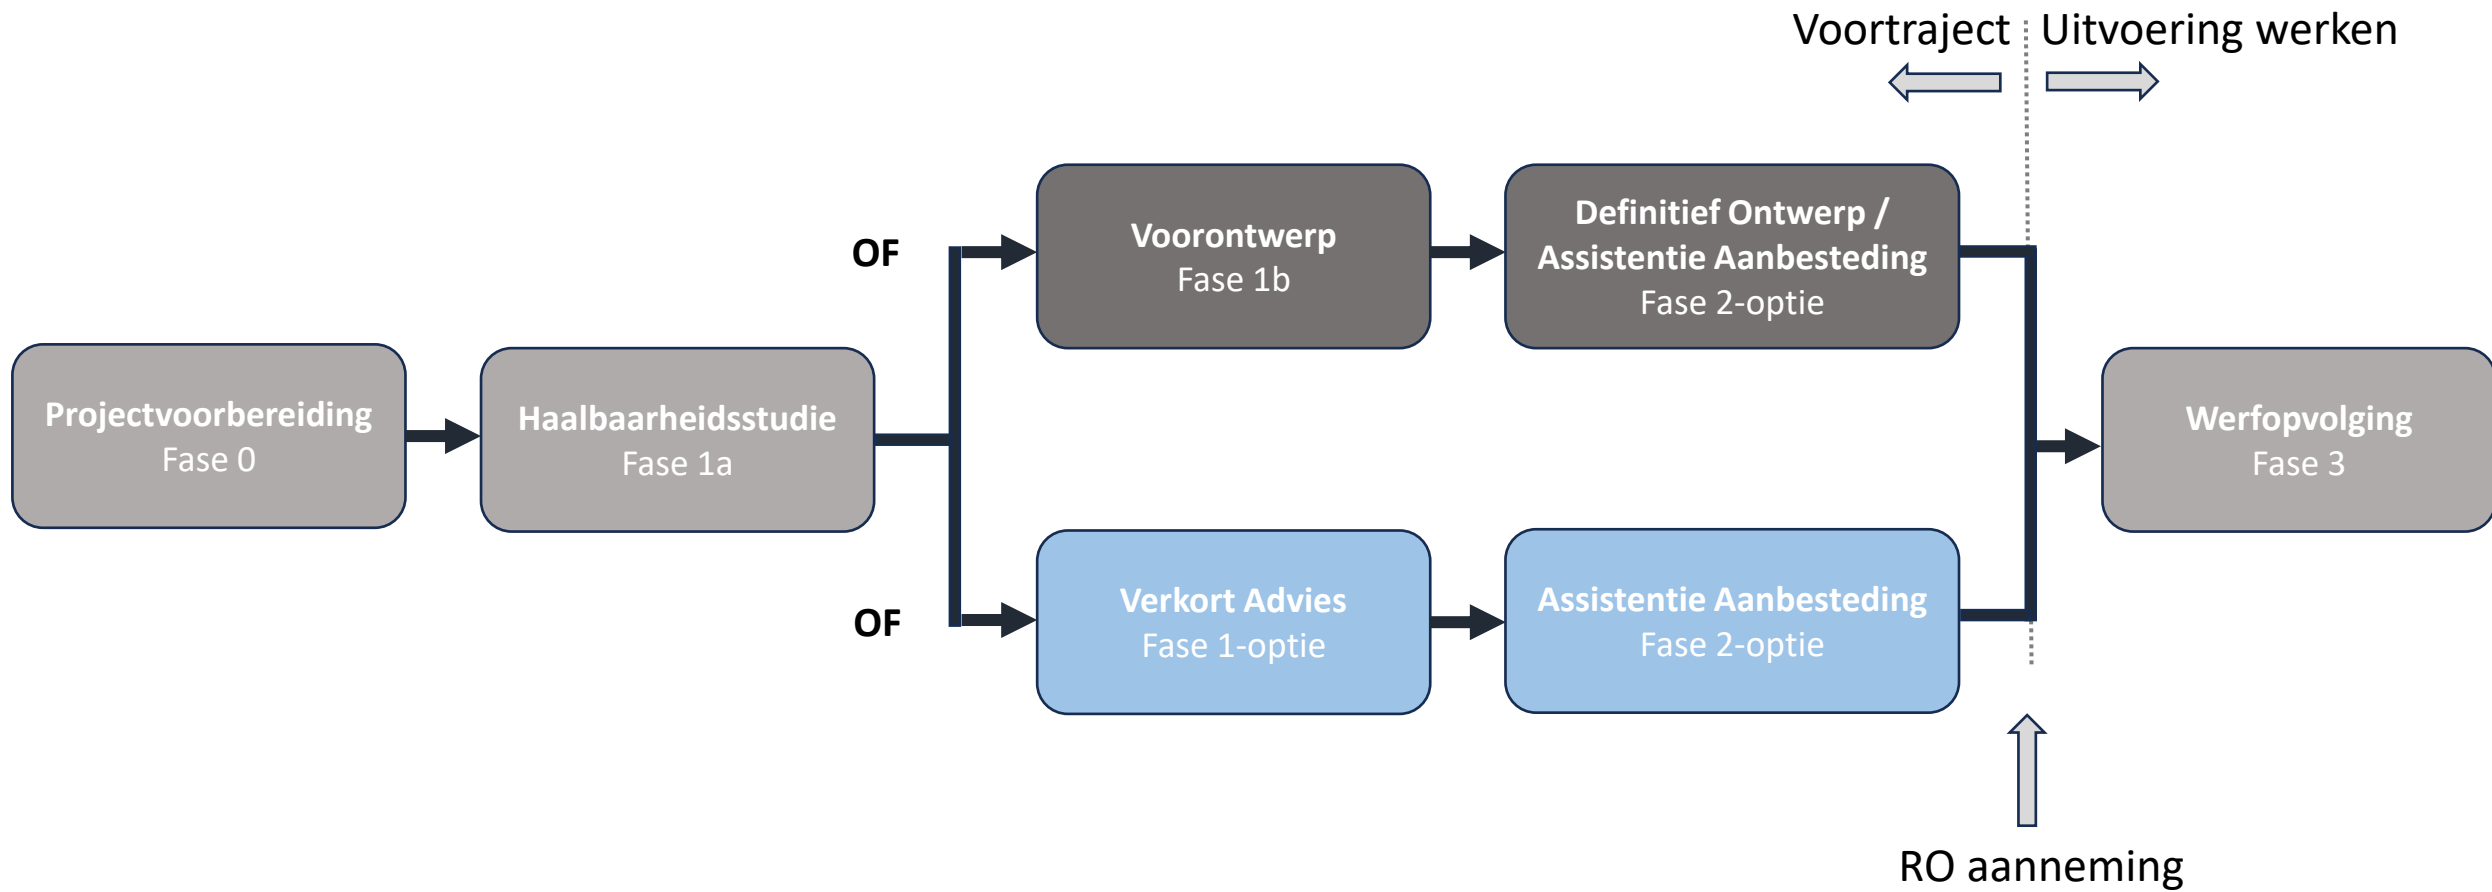 Voortraject
Uitvoering werken
OF
Voorontwerp
Fase 1b
Definitief Ontwerp /
Assistentie Aanbesteding
Fase 2-optie
Projectvoorbereiding
Fase 0
Haalbaarheidsstudie
Fase 1a
Werfopvolging
Fase 3
OF
Verkort Advies
Fase 1-optie
Assistentie Aanbesteding
Fase 2-optie
RO aanneming